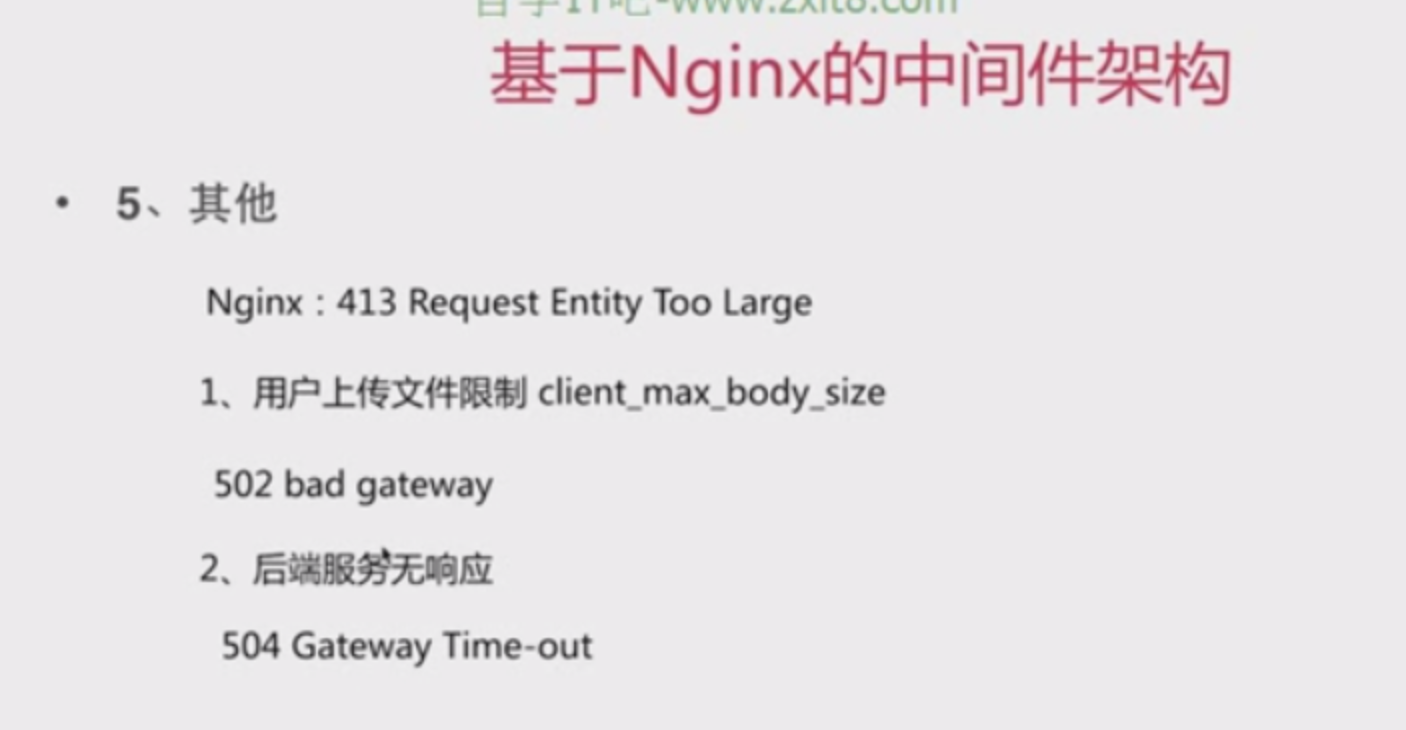 自学IT吧-www.zxit8.com
基于Nginx的中间件架构
• 5、其他
Nginx：413 Request Entity Too Large
1、用户上传文件限制 client_max_body_size
502 bad gateway
2、后端服务无响应
504 Gateway Time-out